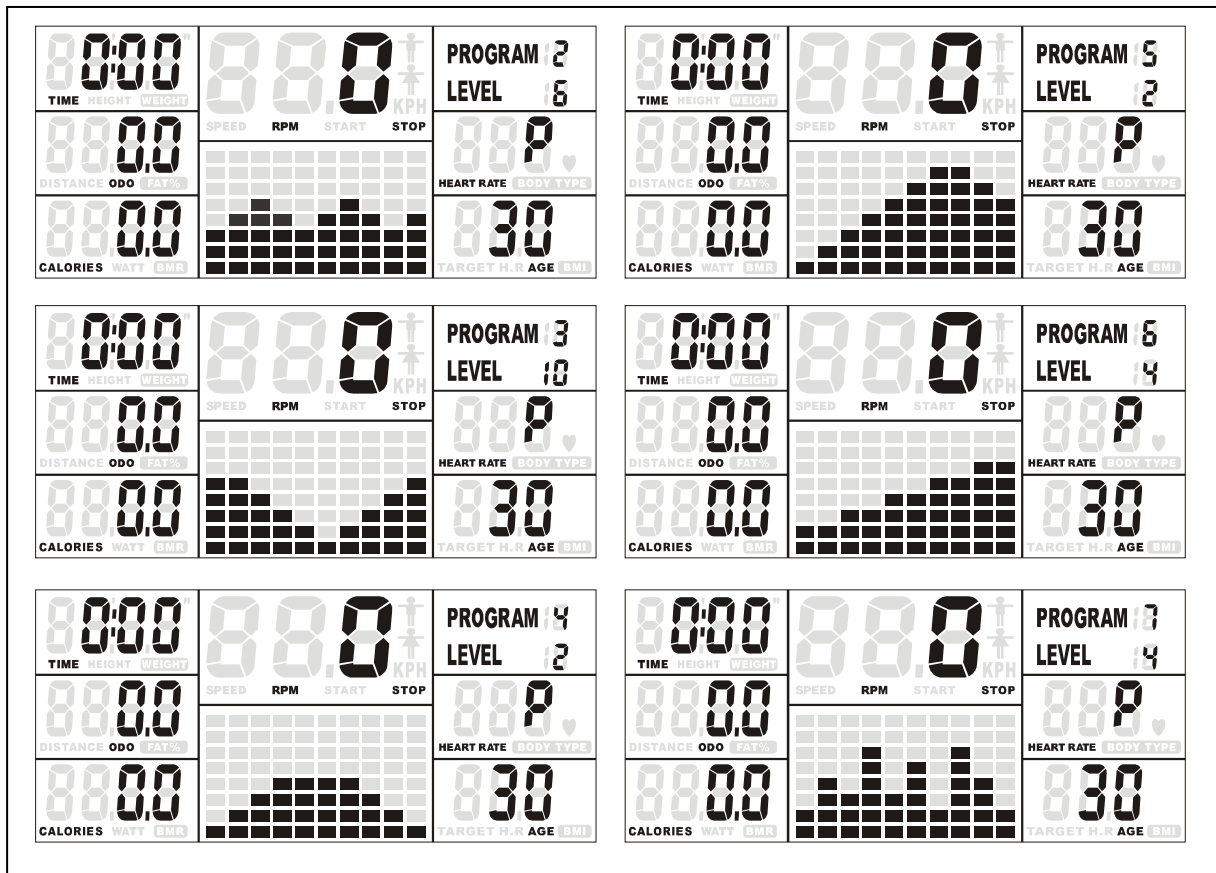 0:00
TIME HEIGHT WEIGHT
0.0
DISTANCE ODO FAT%
0.0
CALORIES WATT BMR
0
KPH
SPEED RPM START STOP
PROGRAM 2
LEVEL 6
P
HEART RATE BODY TYPE
30
TARGET H.R AGE BMI
0:00
TIME HEIGHT WEIGHT
0.0
DISTANCE ODO FAT%
0.0
CALORIES WATT BMR
0
KPH
SPEED RPM START STOP
PROGRAM 5
LEVEL 2
P
HEART RATE BODY TYPE
30
TARGET H.R AGE BMI
0:00
TIME HEIGHT WEIGHT
0.0
DISTANCE ODO FAT%
0.0
CALORIES WATT BMR
0
KPH
SPEED RPM START STOP
PROGRAM 3
LEVEL 10
P
HEART RATE BODY TYPE
30
TARGET H.R AGE BMI
0:00
TIME HEIGHT WEIGHT
0.0
DISTANCE ODO FAT%
0.0
CALORIES WATT BMR
0
KPH
SPEED RPM START STOP
PROGRAM 6
LEVEL 4
P
HEART RATE BODY TYPE
30
TARGET H.R AGE BMI
0:00
TIME HEIGHT WEIGHT
0.0
DISTANCE ODO FAT%
0.0
CALORIES WATT BMR
0
KPH
SPEED RPM START STOP
PROGRAM 4
LEVEL 2
P
HEART RATE BODY TYPE
30
TARGET H.R AGE BMI
0:00
TIME HEIGHT WEIGHT
0.0
DISTANCE ODO FAT%
0.0
CALORIES WATT BMR
0
KPH
SPEED RPM START STOP
PROGRAM 7
LEVEL 4
P
HEART RATE BODY TYPE
30
TARGET H.R AGE BMI